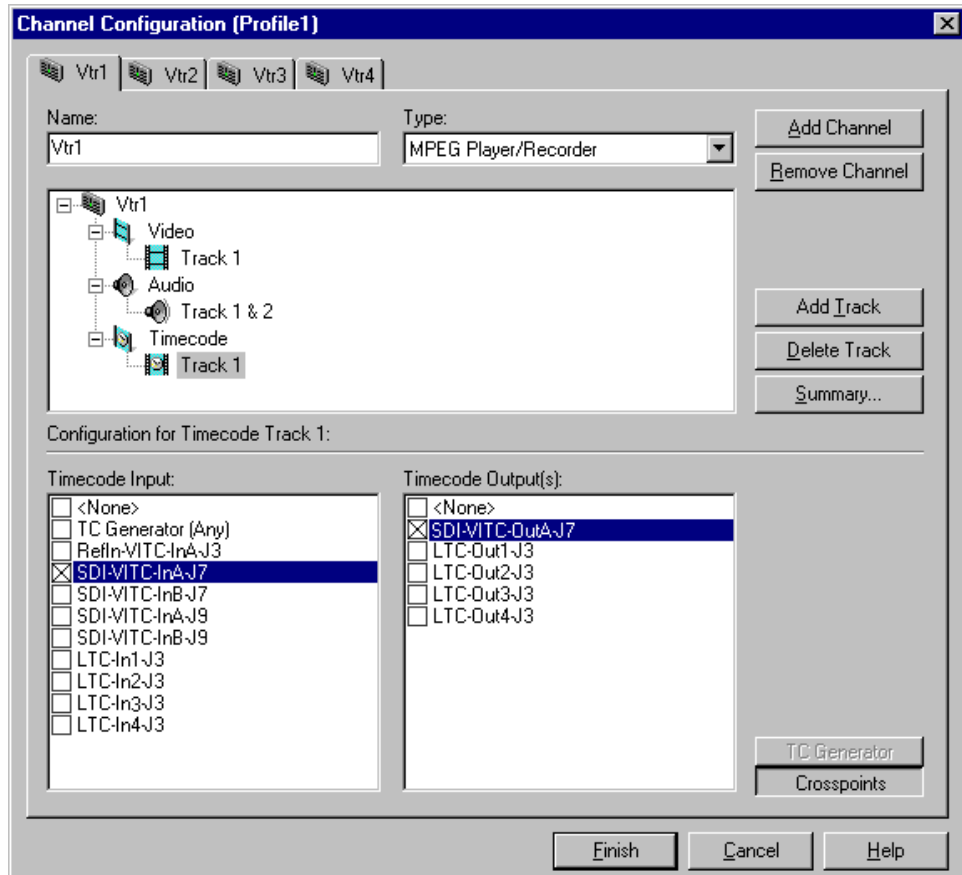 Channel Configuration (Profile1)
Vtr1
Vtr2
Vtr3
Vtr4
Name:
Vtr1
Type:
MPEG Player/Recorder
Add Channel
Remove Channel
Vtr1
Video
Track 1
Audio
Track 1 & 2
Timecode
Track 1
Add Track
Delete Track
Summary...
Configuration for Timecode Track 1:
Timecode Input:
<None>
TC Generator (Any)
RefIn-VITC-InA-J3
SDI-VITC-InA-J7
SDI-VITC-InB-J7
SDI-VITC-InA-J9
SDI-VITC-InB-J9
LTC-In1-J3
LTC-In2-J3
LTC-In3-J3
LTC-In4-J3
Timecode Output(s):
<None>
SDI-VITC-OutA-J7
LTC-Out1-J3
LTC-Out2-J3
LTC-Out3-J3
LTC-Out4-J3
TC Generator
Crosspoints
Finish
Cancel
Help